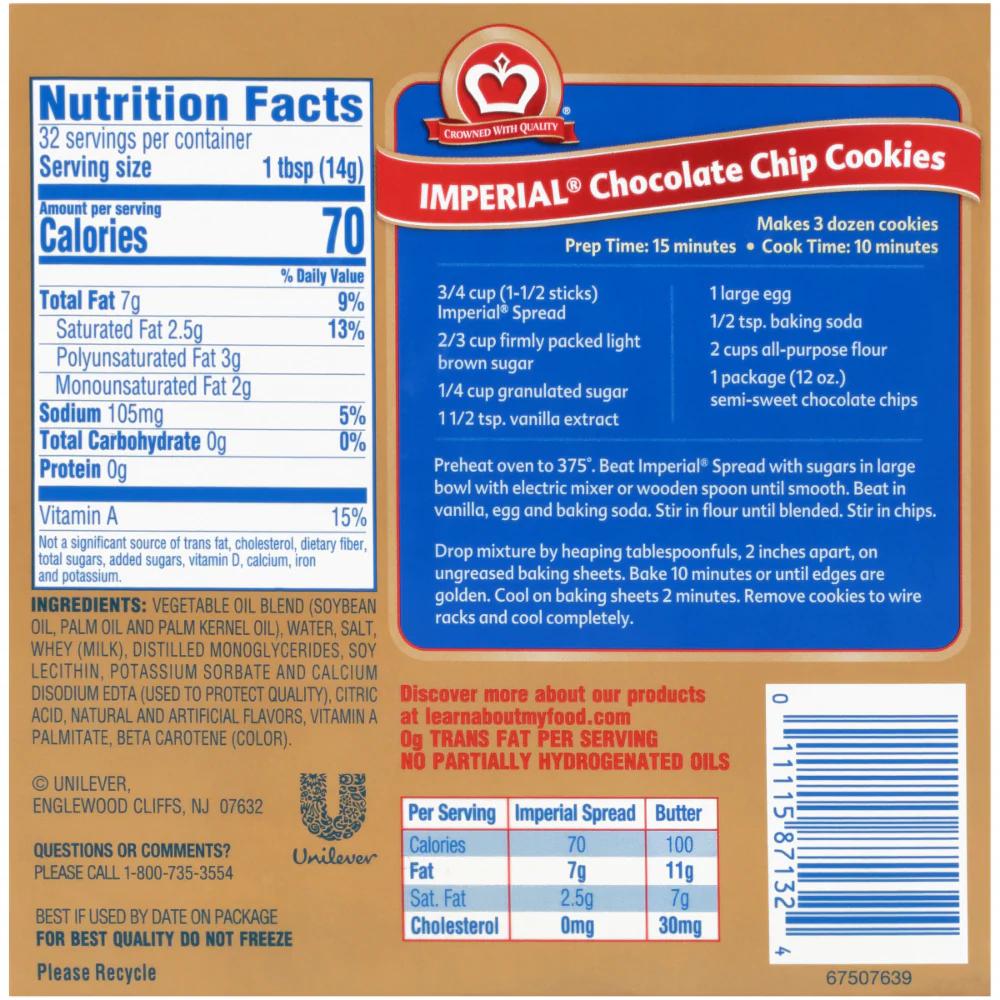 Nutrition Facts
32 servings per container
Serving size 1 tbsp (14g)
Amount per serving
Calories 70
% Daily Value
Total Fat 7g 9%
Saturated Fat 2.5g 13%
Polyunsaturated Fat 3g
Monounsaturated Fat 2g
Sodium 105mg 5%
Total Carbohydrate 0g 0%
Protein 0g
Vitamin A 15%
Not a significant source of trans fat, cholesterol, dietary fiber,
total sugars, added sugars, vitamin D, calcium, iron
and potassium.
INGREDIENTS: VEGETABLE OIL BLEND (SOYBEAN
OIL, PALM OIL AND PALM KERNEL OIL), WATER, SALT,
WHEY (MILK), DISTILLED MONOGLYCERIDES, SOY
LECITHIN, POTASSIUM SORBATE AND CALCIUM
DISODIUM EDTA (USED TO PROTECT QUALITY), CITRIC
ACID, NATURAL AND ARTIFICIAL FLAVORS, VITAMIN A
PALMITATE, BETA CAROTENE (COLOR).
© UNILEVER,
ENGLEWOOD CLIFFS, NJ 07632
QUESTIONS OR COMMENTS?
PLEASE CALL 1-800-735-3554
Unilever
BEST IF USED BY DATE ON PACKAGE
FOR BEST QUALITY DO NOT FREEZE
Please Recycle
CROWNED WITH QUALITY
®
IMPERIAL® Chocolate Chip Cookies
Makes 3 dozen cookies
Prep Time: 15 minutes • Cook Time: 10 minutes
3/4 cup (1-1/2 sticks)
Imperial® Spread
2/3 cup firmly packed light
brown sugar
1/4 cup granulated sugar
1 1/2 tsp. vanilla extract
1 large egg
1/2 tsp. baking soda
2 cups all-purpose flour
1 package (12 oz.)
semi-sweet chocolate chips
Preheat oven to 375°. Beat Imperial® Spread with sugars in large
bowl with electric mixer or wooden spoon until smooth. Beat in
vanilla, egg and baking soda. Stir in flour until blended. Stir in chips.
Drop mixture by heaping tablespoonfuls, 2 inches apart, on
ungreased baking sheets. Bake 10 minutes or until edges are
golden. Cool on baking sheets 2 minutes. Remove cookies to wire
racks and cool completely.
Discover more about our products
at learnaboutmyfood.com
0g TRANS FAT PER SERVING
NO PARTIALLY HYDROGENATED OILS
Per Serving Imperial Spread Butter
Calories 70 100
Fat 7g 11g
Sat. Fat 2.5g 7g
Cholesterol 0mg 30mg
0 11115 87132 4
67507639